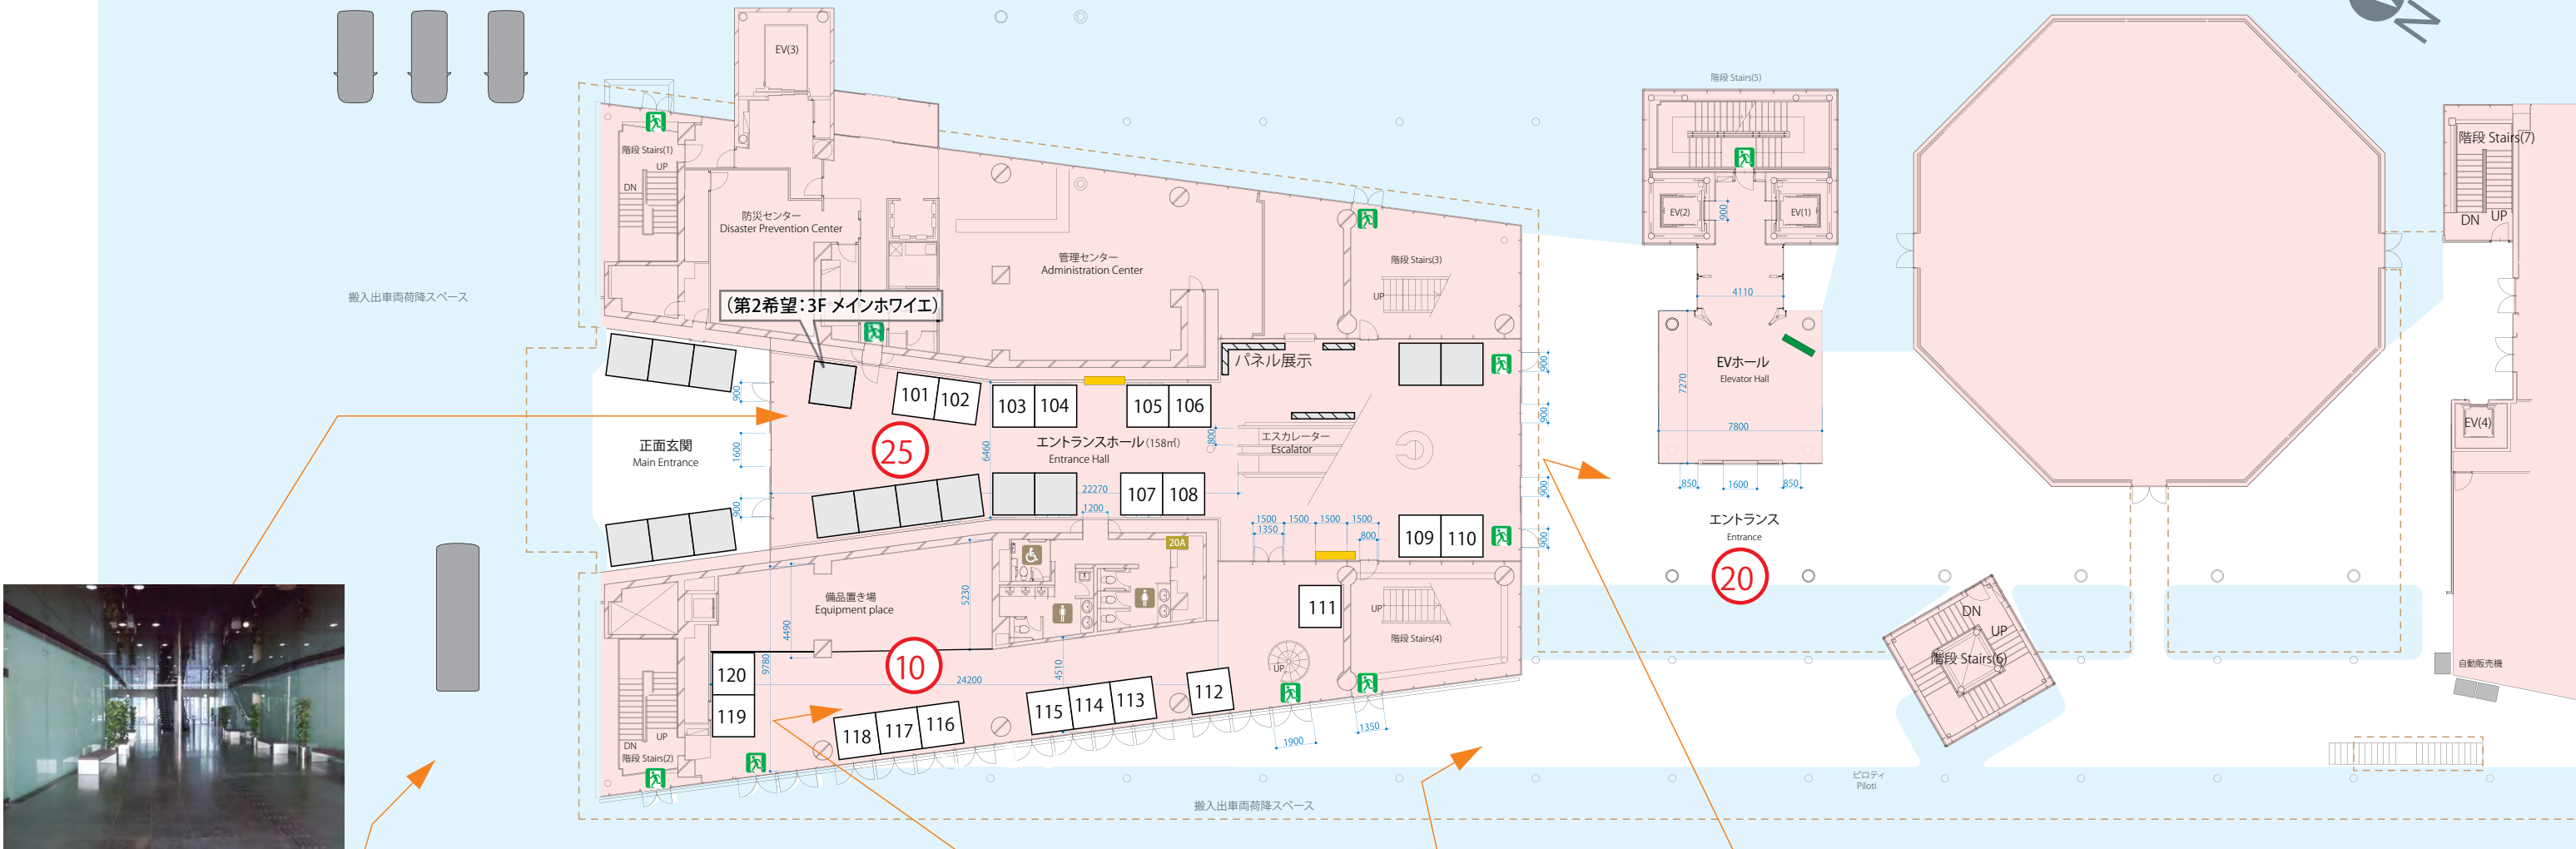 EV(3)
階段 Stairs(1)
UP
DN
防災センター
Disaster Prevention Center
管理センター
Administration Center
階段 Stairs(3)
UP
階段 Stairs(5)
EV(2)
900
EV(1)
4110
EVホール
Elevator Hall
7270
7800
850
1600
850
エントランス
Entrance
20
階段 Stairs(7)
DN
UP
EV(4)
N
搬入出車両荷降スペース
(第2希望:3F メインホワイエ)
正面玄関
Main Entrance
900
1600
900
101
102
103
104
105
106
パネル展示
25
6460
エントランスホール(158㎡)
Entrance Hall
800
エスカレーター
Escalator
22270
1200
107
108
1500
1500
1500
1500
1350
800
109
110
900
900
900
900
備品置き場
Equipment place
5230
4490
9780
20A
10
24200
4510
111
UP
UP
階段 Stairs(4)
120
119
118
117
116
115
114
113
112
DN
UP
階段 Stairs(2)
1900
1350
DN
UP
階段 Stairs(6)
自動販売機
ピロティ
Piloti
搬入出車両荷降スペース